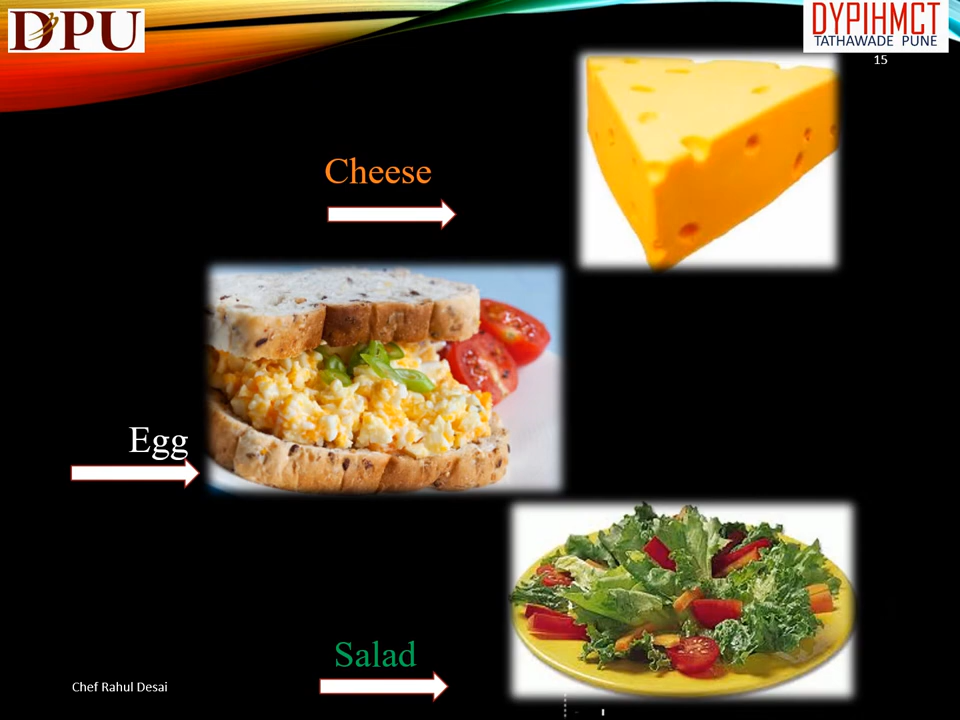 DPU
DYPIHMCT
TATHAWADE PUNE
15
Cheese
Egg
Salad
Chef Rahul Desai